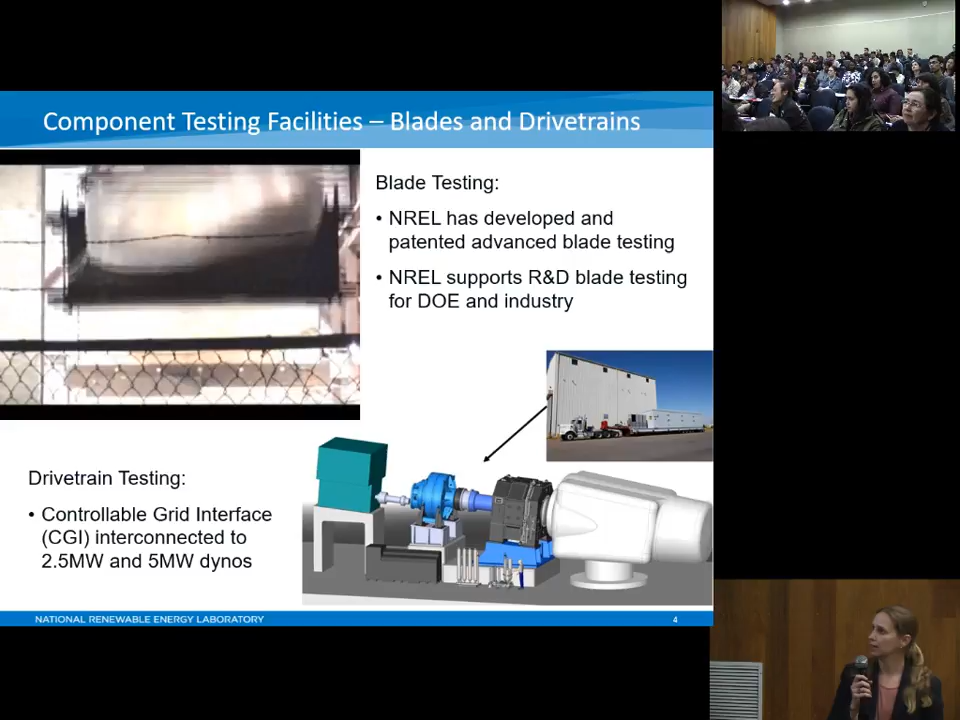 Component Testing Facilities – Blades and Drivetrains
Blade Testing:
• NREL has developed and
patented advanced blade testing
• NREL supports R&D blade testing
for DOE and industry
Drivetrain Testing:
• Controllable Grid Interface
(CGI) interconnected to
2.5MW and 5MW dynos
NATIONAL RENEWABLE ENERGY LABORATORY
4